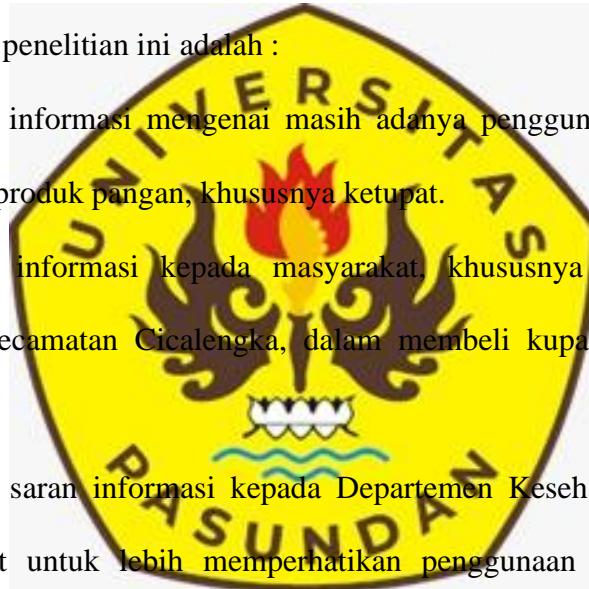 penelitian ini adalah :
informasi mengenai masih adanya penggun
produk pangan, khususnya ketupat.
informasi kepada masyarakat, khususnya
ecamatan Cicalengka, dalam membeli kupa
saran informasi kepada Departemen Keseh
t untuk lebih memperhatikan penggunaan
UNIVERSITAS
PASUNDAN